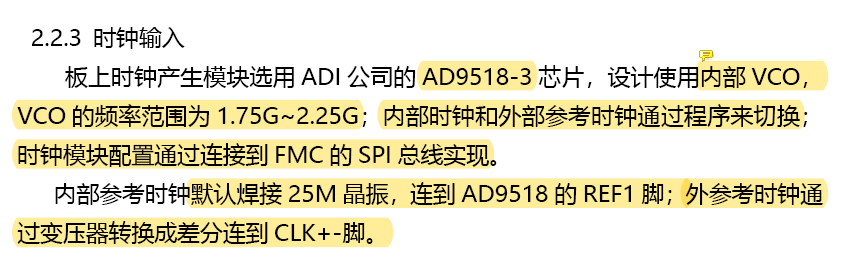 2.2.3 时钟输入
板上时钟产生模块选用 ADI 公司的 AD9518-3 芯片，设计使用内部 VCO，
VCO 的频率范围为 1.75G~2.25G；内部时钟和外部参考时钟通过程序来切换；
时钟模块配置通过连接到 FMC 的 SPI 总线实现。
内部参考时钟默认焊接 25M 晶振，连到 AD9518 的 REF1 脚；外参考时钟通
过变压器转换成差分连到 CLK+-脚。